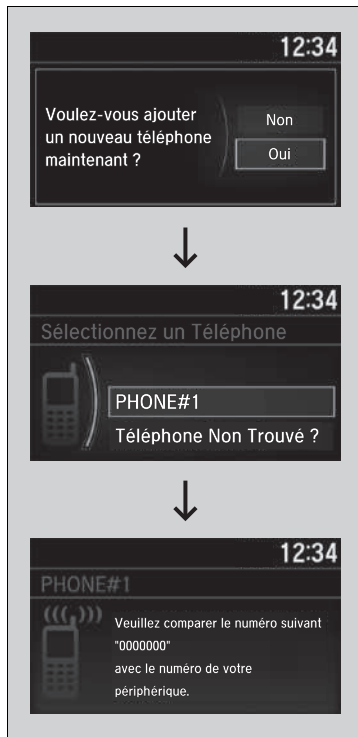 12:34
Voulez-vous ajouter
un nouveau téléphone
maintenant ?
Non
Oui
12:34
Sélectionnez un Téléphone
PHONE#1
Téléphone Non Trouvé ?
12:34
PHONE#1
Veuillez comparer le numéro suivant
"0000000"
avec le numéro de votre
périphérique.